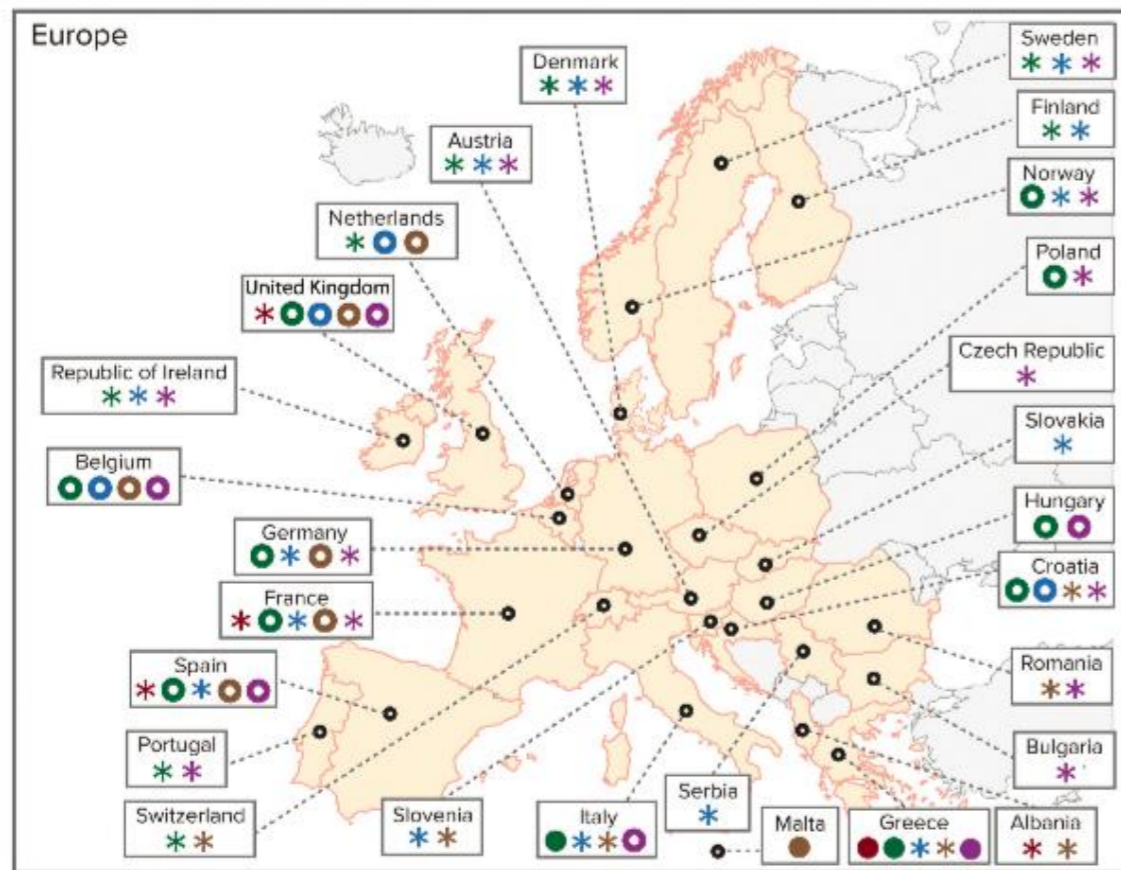 Europe
Sweden
Denmark
Finland
Austria
Norway
Netherlands
Poland
United Kingdom
Czech Republic
Republic of Ireland
Slovakia
Belgium
Hungary
Germany
Croatia
France
Spain
Romania
Portugal
Bulgaria
Switzerland
Slovenia
Italy
Serbia
Malta
Greece
Albania